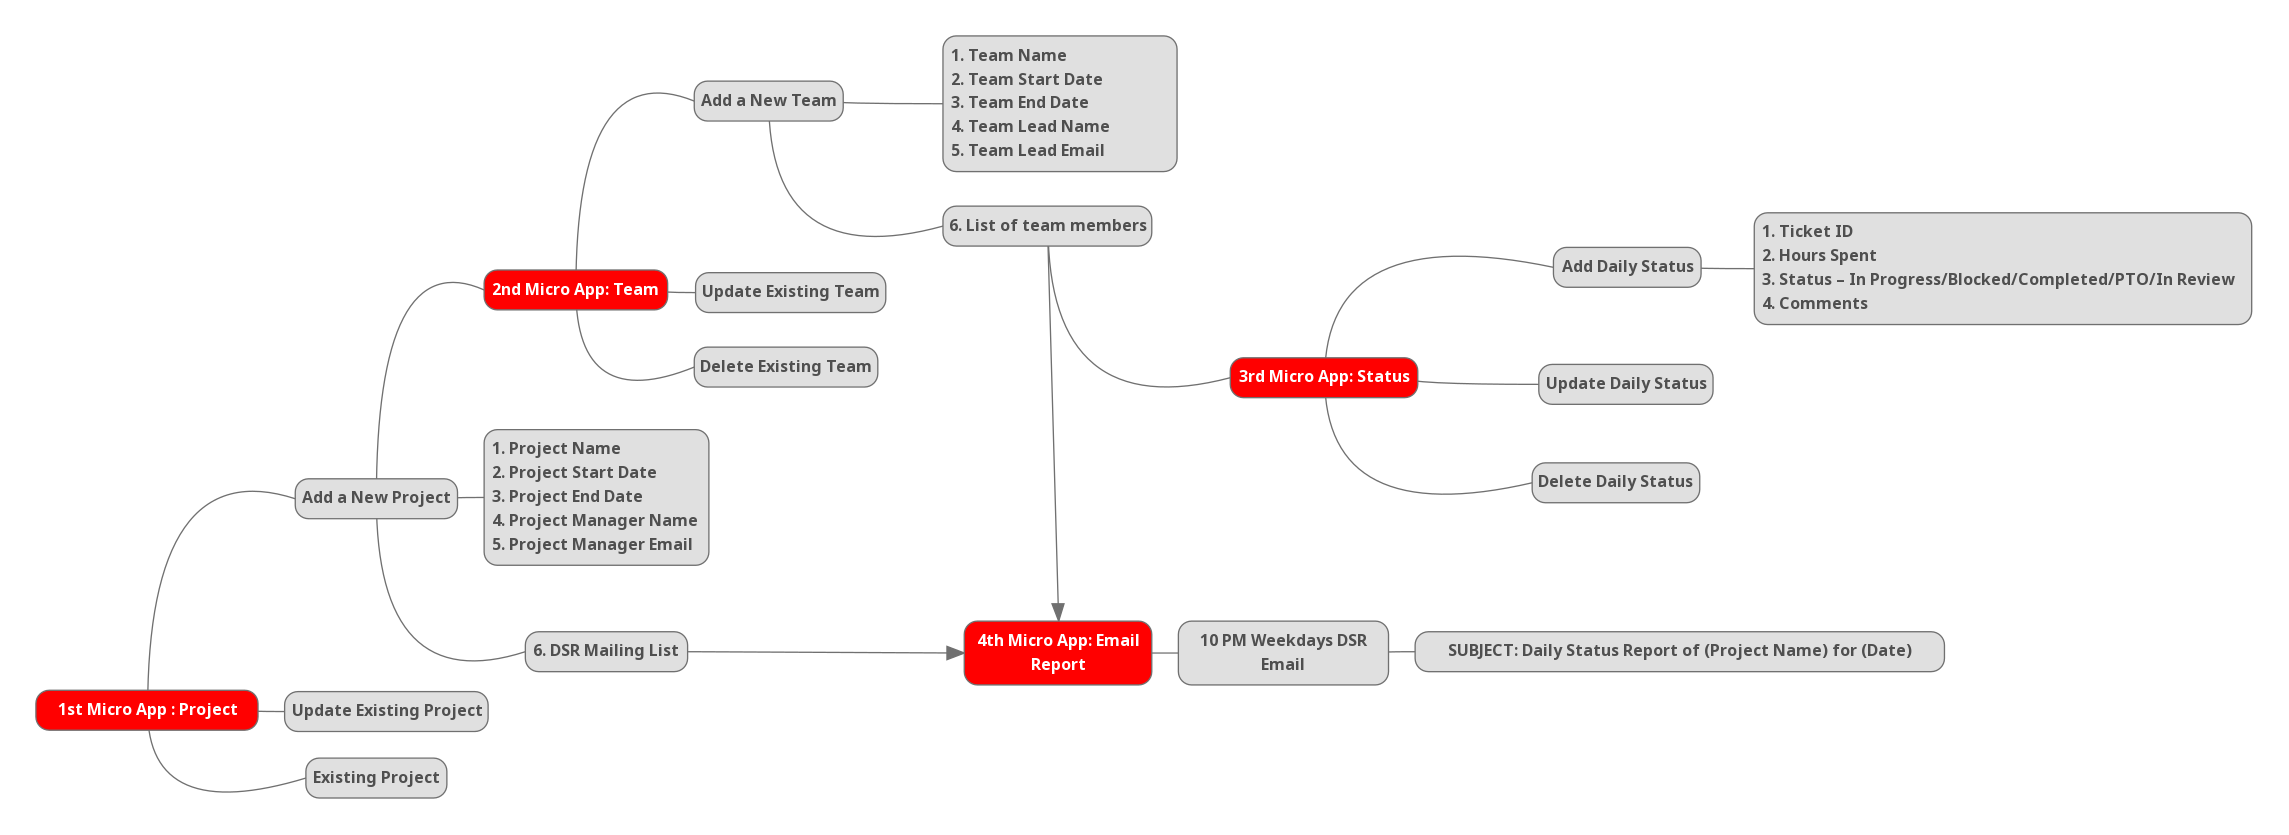 1. Team Name
2. Team Start Date
3. Team End Date
4. Team Lead Name
5. Team Lead Email
Add a New Team
6. List of team members
1. Ticket ID
2. Hours Spent
3. Status – In Progress/Blocked/Completed/PTO/In Review
4. Comments
Add Daily Status
2nd Micro App: Team
Update Existing Team
Delete Existing Team
3rd Micro App: Status
Update Daily Status
Delete Daily Status
1. Project Name
2. Project Start Date
3. Project End Date
4. Project Manager Name
5. Project Manager Email
Add a New Project
6. DSR Mailing List
4th Micro App: Email
Report
10 PM Weekdays DSR
Email
SUBJECT: Daily Status Report of (Project Name) for (Date)
1st Micro App : Project
Update Existing Project
Existing Project